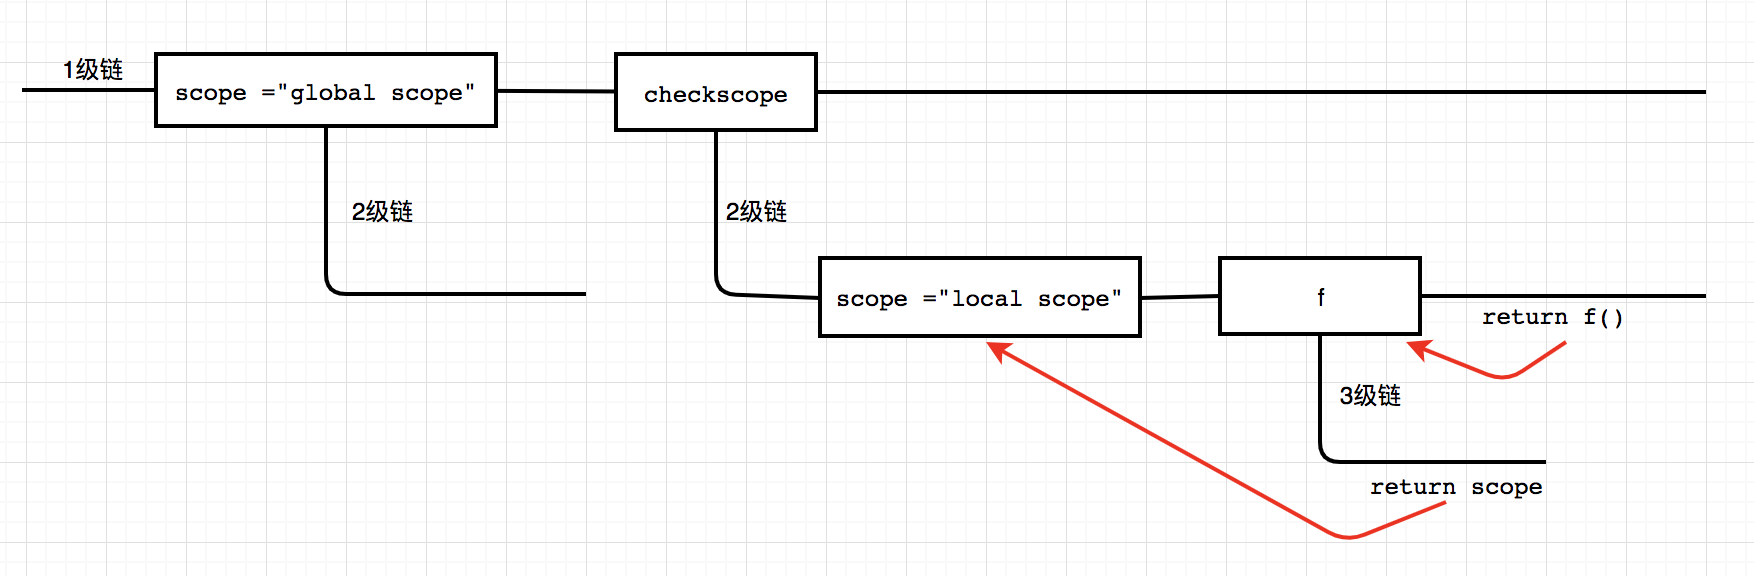 1级链
scope ="global scope"
checkscope
2级链
2级链
scope ="local scope"
f
return f()
3级链
return scope